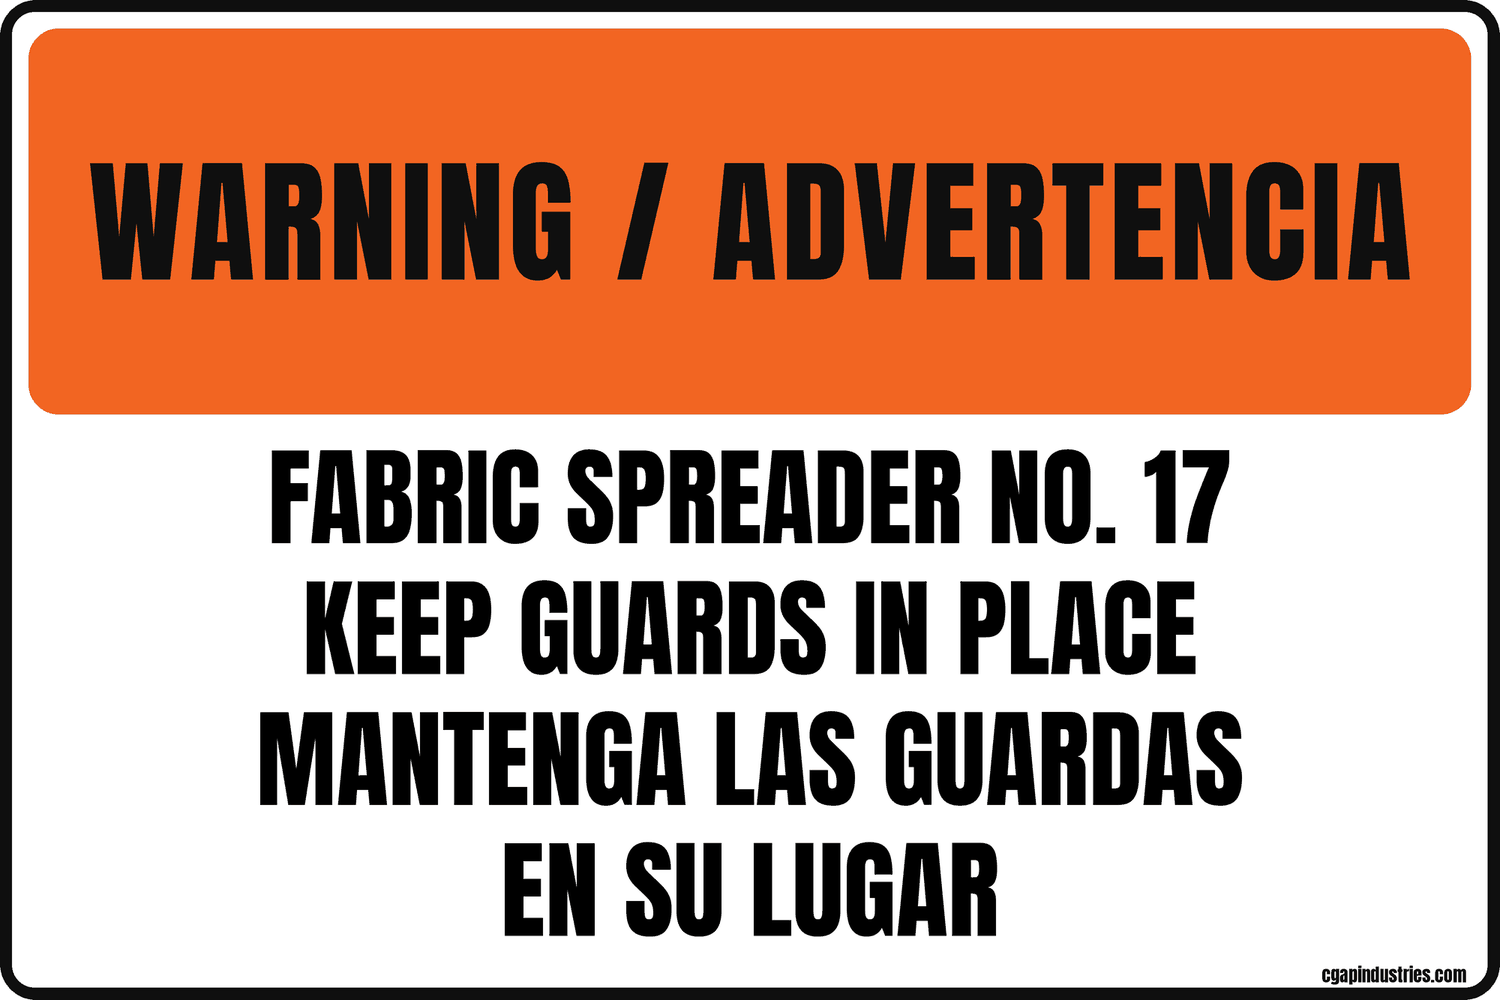 WARNING / ADVERTENCIA
FABRIC SPREADER NO. 17
KEEP GUARDS IN PLACE
MANTENGA LAS GUARDAS
EN SU LUGAR
cgapindustries.com